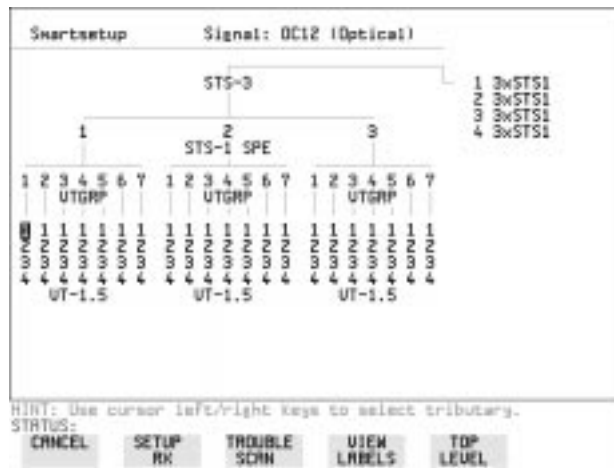 Smartsetup Signal: OC12 (Optical)
STS-3
1 3xSTS1
2 3xSTS1
3 3xSTS1
4 3xSTS1
1 2 3
STS-1 SPE
1 2 3 4 5 6 7 1 2 3 4 5 6 7 1 2 3 4 5 6 7
VTGRP VTGRP VTGRP
1 1 1 1 1 1 1 1 1 1 1 1 1 1 1 1 1 1 1 1 1
2 2 2 2 2 2 2 2 2 2 2 2 2 2 2 2 2 2 2 2 2
3 3 3 3 3 3 3 3 3 3 3 3 3 3 3 3 3 3 3 3 3
4 4 4 4 4 4 4 4 4 4 4 4 4 4 4 4 4 4 4 4 4
VT-1.5 VT-1.5 VT-1.5
HINT: Use cursor left/right keys to select tributary.
STATUS:
CANCEL SETUP RX TROUBLE SCAN VIEW LABELS TOP LEVEL